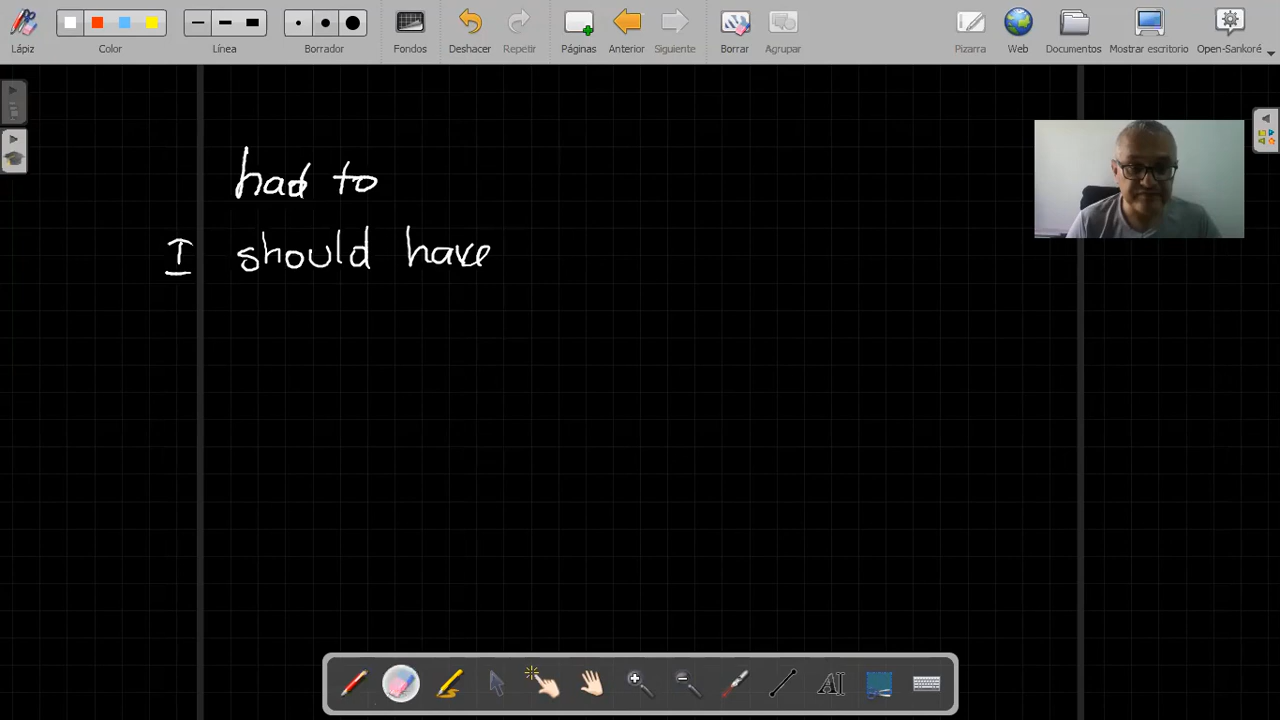 Lápiz Color Línea Borrador Fondos Deshacer Repetir Páginas Anterior Siguiente Borrar Agrupar Pizarra Web Documentos Mostrar escritorio Open-Sankoré
had to
I should have
AI